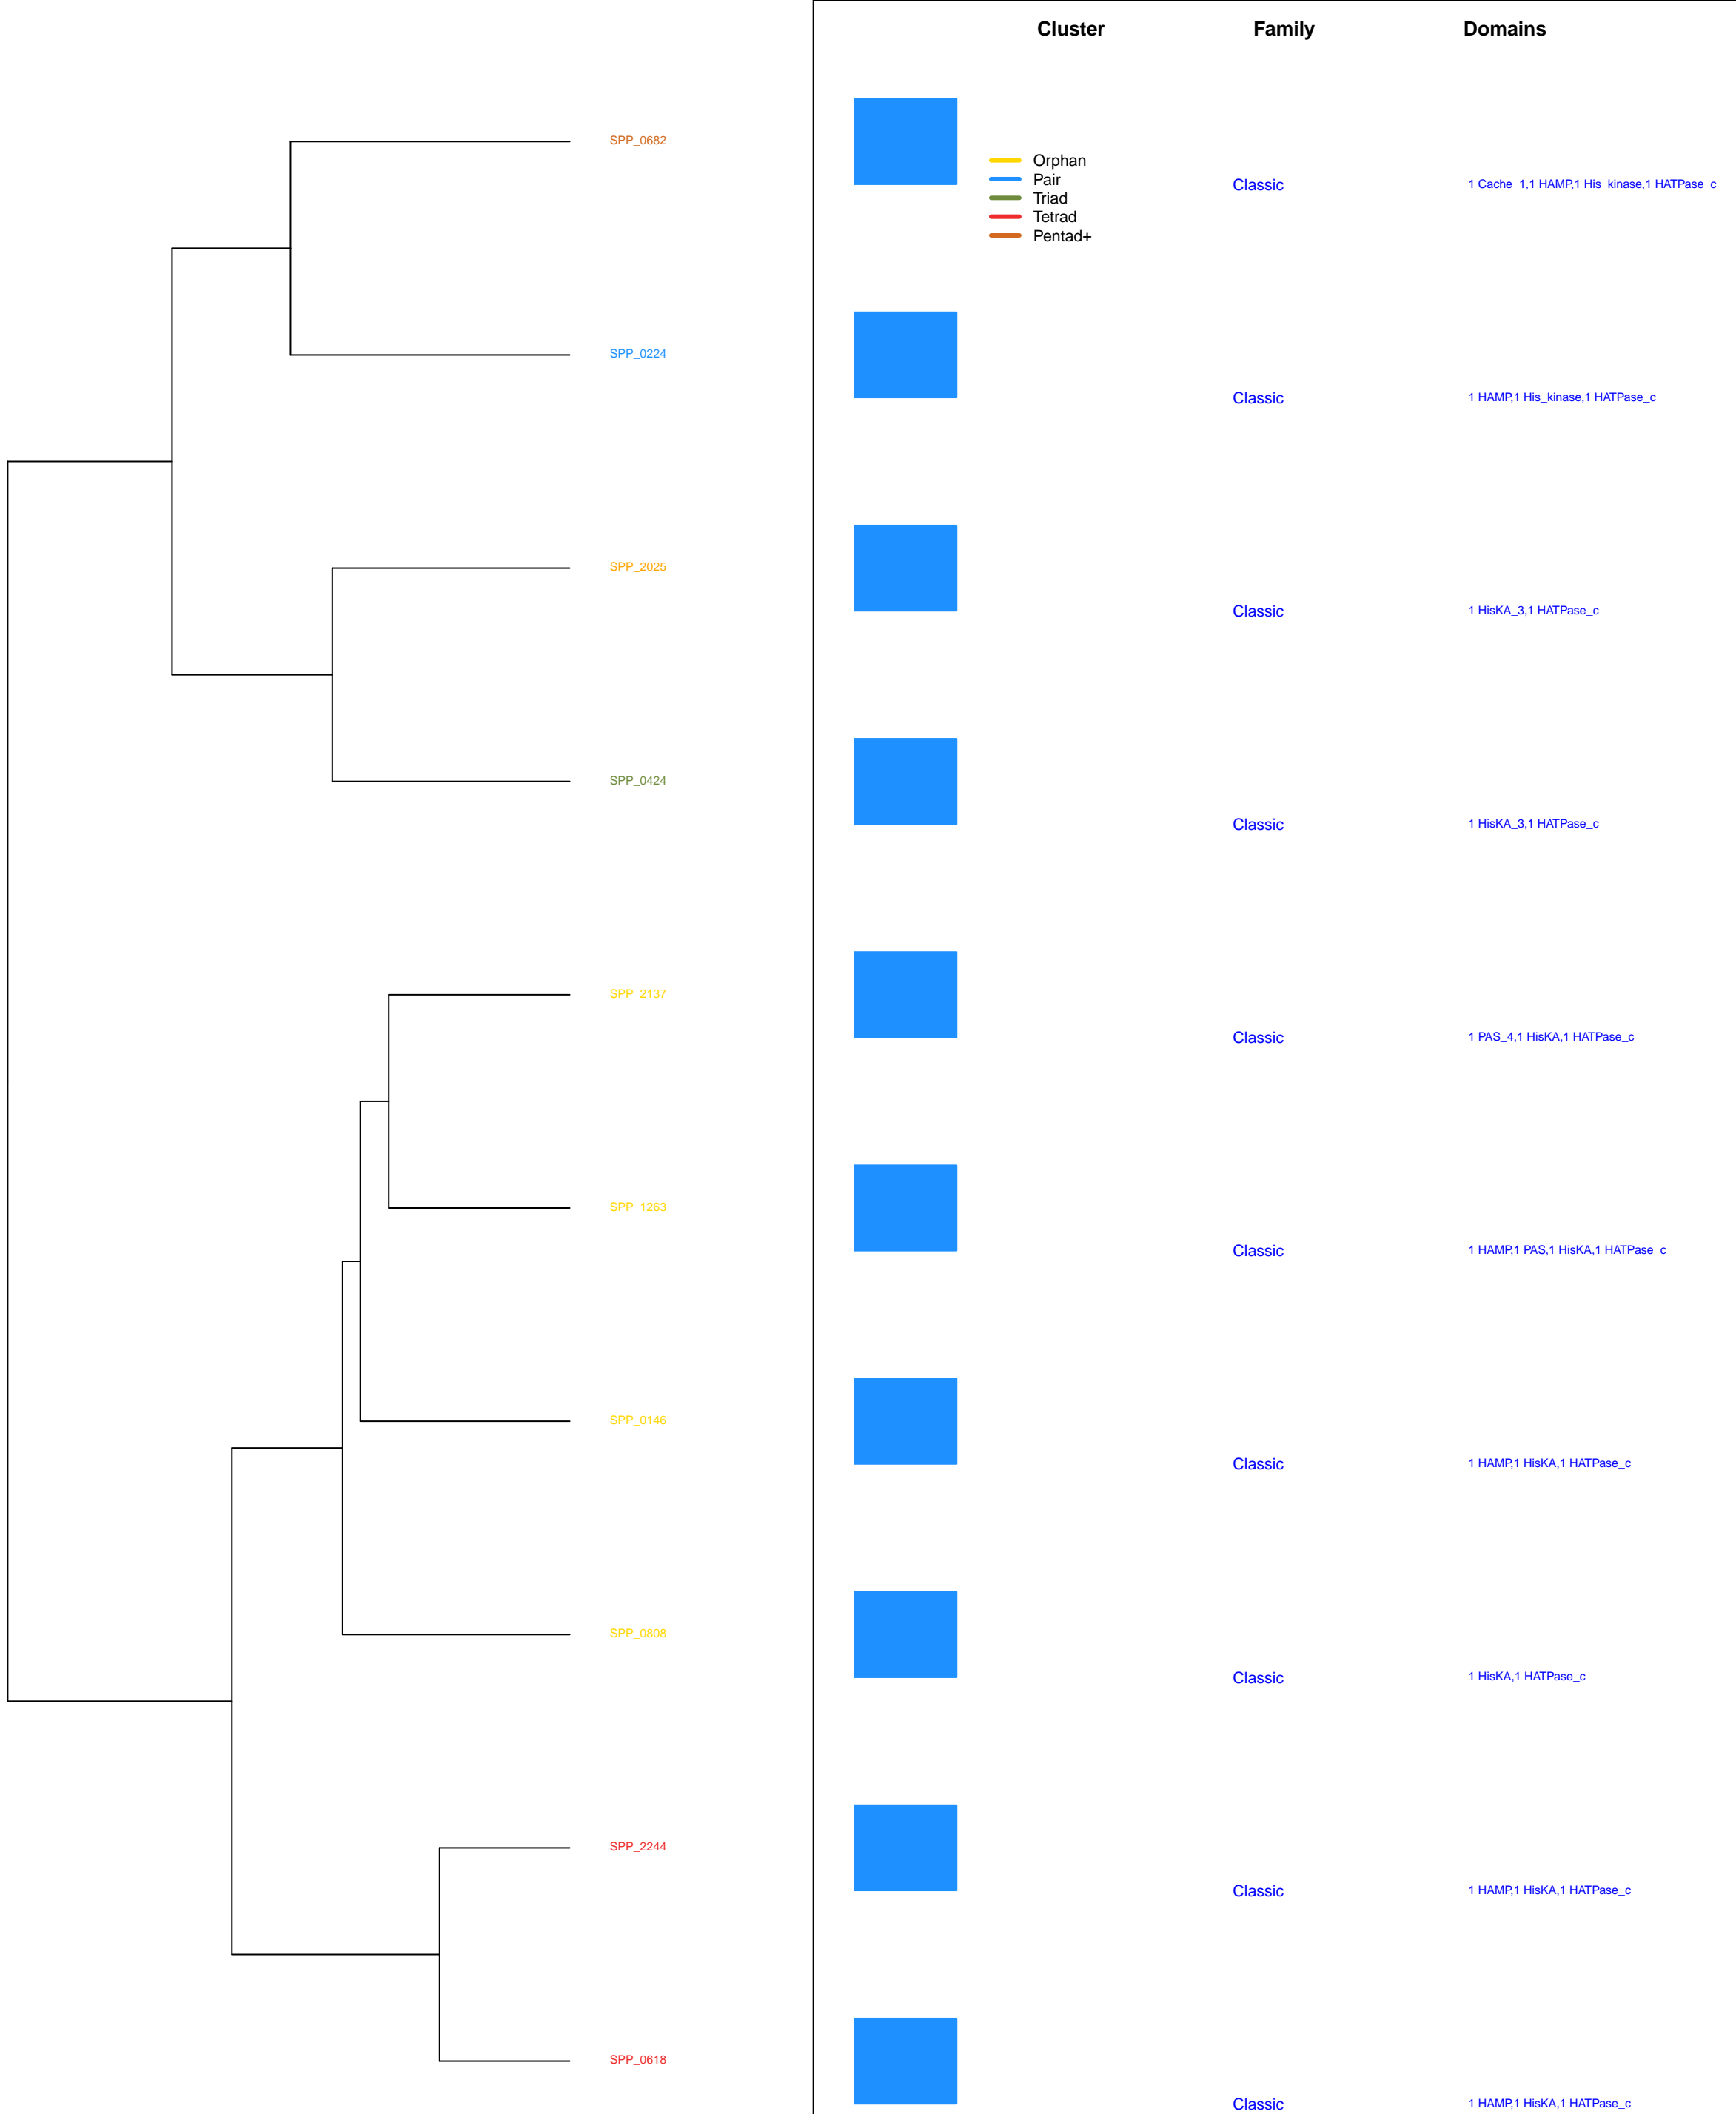 Cluster Family Domains
SPP_0682
Orphan
Pair
Triad
Tetrad
Pentad+
Classic 1 Cache_1,1 HAMP,1 His_kinase,1 HATPase_c
SPP_0224
Classic 1 HAMP,1 His_kinase,1 HATPase_c
SPP_2025
Classic 1 HisKA_3,1 HATPase_c
SPP_0424
Classic 1 HisKA_3,1 HATPase_c
SPP_2137
Classic 1 PAS_4,1 HisKA,1 HATPase_c
SPP_1263
Classic 1 HAMP,1 PAS,1 HisKA,1 HATPase_c
SPP_0146
Classic 1 HAMP,1 HisKA,1 HATPase_c
SPP_0808
Classic 1 HisKA,1 HATPase_c
SPP_2244
Classic 1 HAMP,1 HisKA,1 HATPase_c
SPP_0618
Classic 1 HAMP,1 HisKA,1 HATPase_c